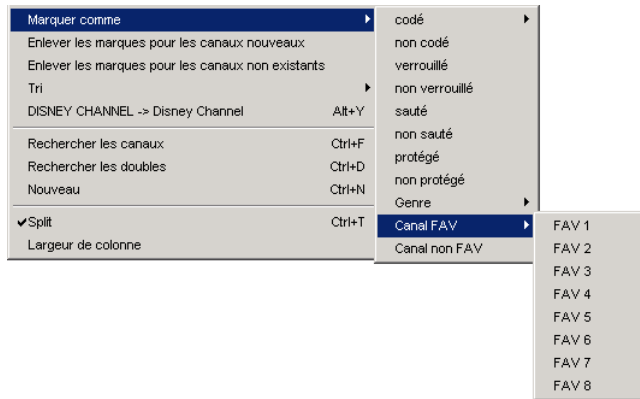 Marquer comme
Enlever les marques pour les canaux nouveaux
Enlever les marques pour les canaux non existants
Tri
DISNEY CHANNEL -> Disney Channel Alt+Y
Rechercher les canaux Ctrl+F
Rechercher les doubles Ctrl+D
Nouveau Ctrl+N
Split Ctrl+T
Largeur de colonne
codé
non codé
verrouillé
non verrouillé
sauté
non sauté
protégé
non protégé
Genre
Canal FAV
Canal non FAV
FAV 1
FAV 2
FAV 3
FAV 4
FAV 5
FAV 6
FAV 7
FAV 8